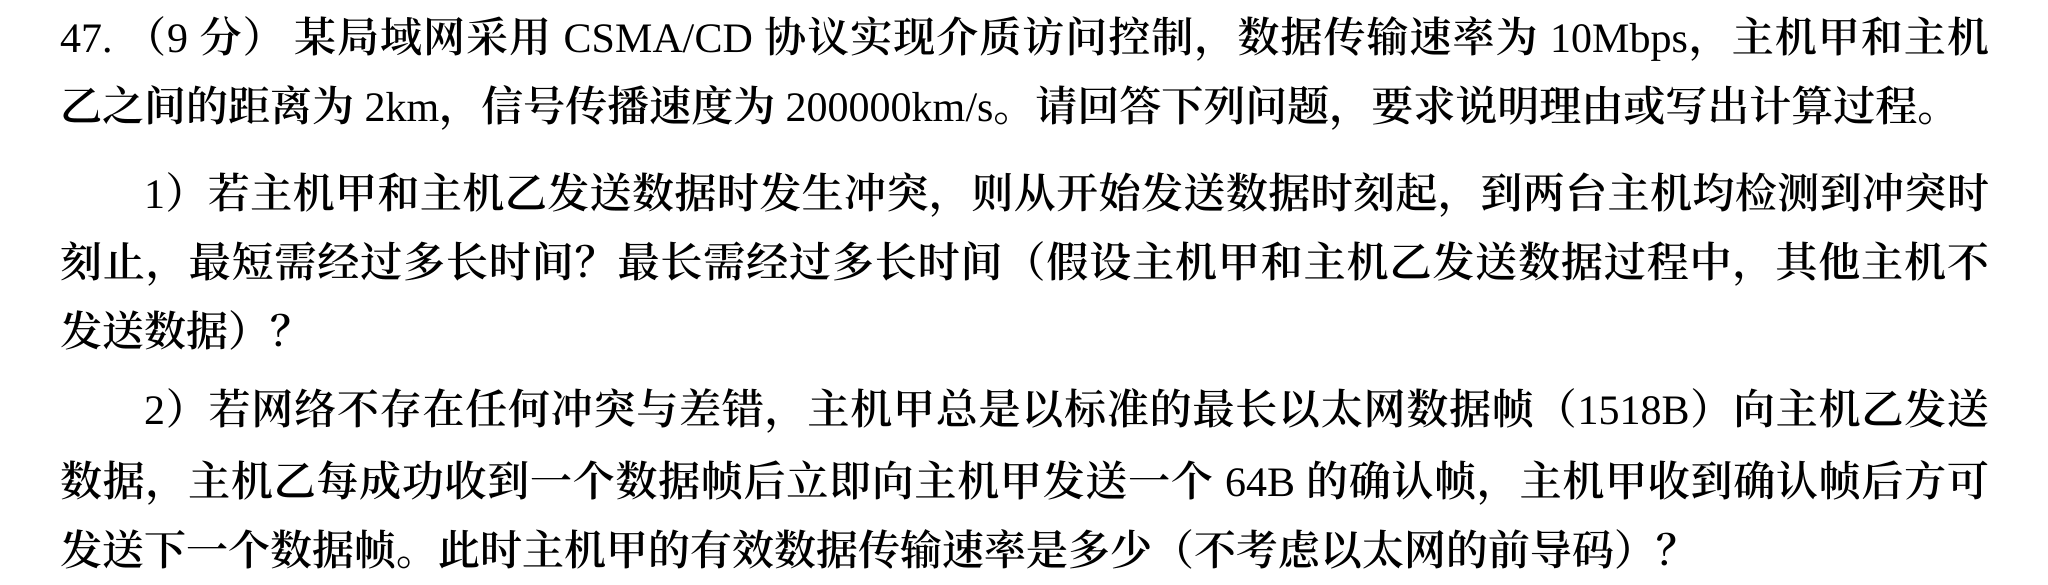 47. （9 分） 某局域网采用 CSMA/CD 协议实现介质访问控制，数据传输速率为 10Mbps，主机甲和主机
乙之间的距离为 2km，信号传播速度为 200000km/s。请回答下列问题，要求说明理由或写出计算过程。
1）若主机甲和主机乙发送数据时发生冲突，则从开始发送数据时刻起，到两台主机均检测到冲突时
刻止，最短需经过多长时间？最长需经过多长时间（假设主机甲和主机乙发送数据过程中，其他主机不
发送数据）？
2）若网络不存在任何冲突与差错，主机甲总是以标准的最长以太网数据帧（1518B）向主机乙发送
数据，主机乙每成功收到一个数据帧后立即向主机甲发送一个 64B 的确认帧，主机甲收到确认帧后方可
发送下一个数据帧。此时主机甲的有效数据传输速率是多少（不考虑以太网的前导码）？